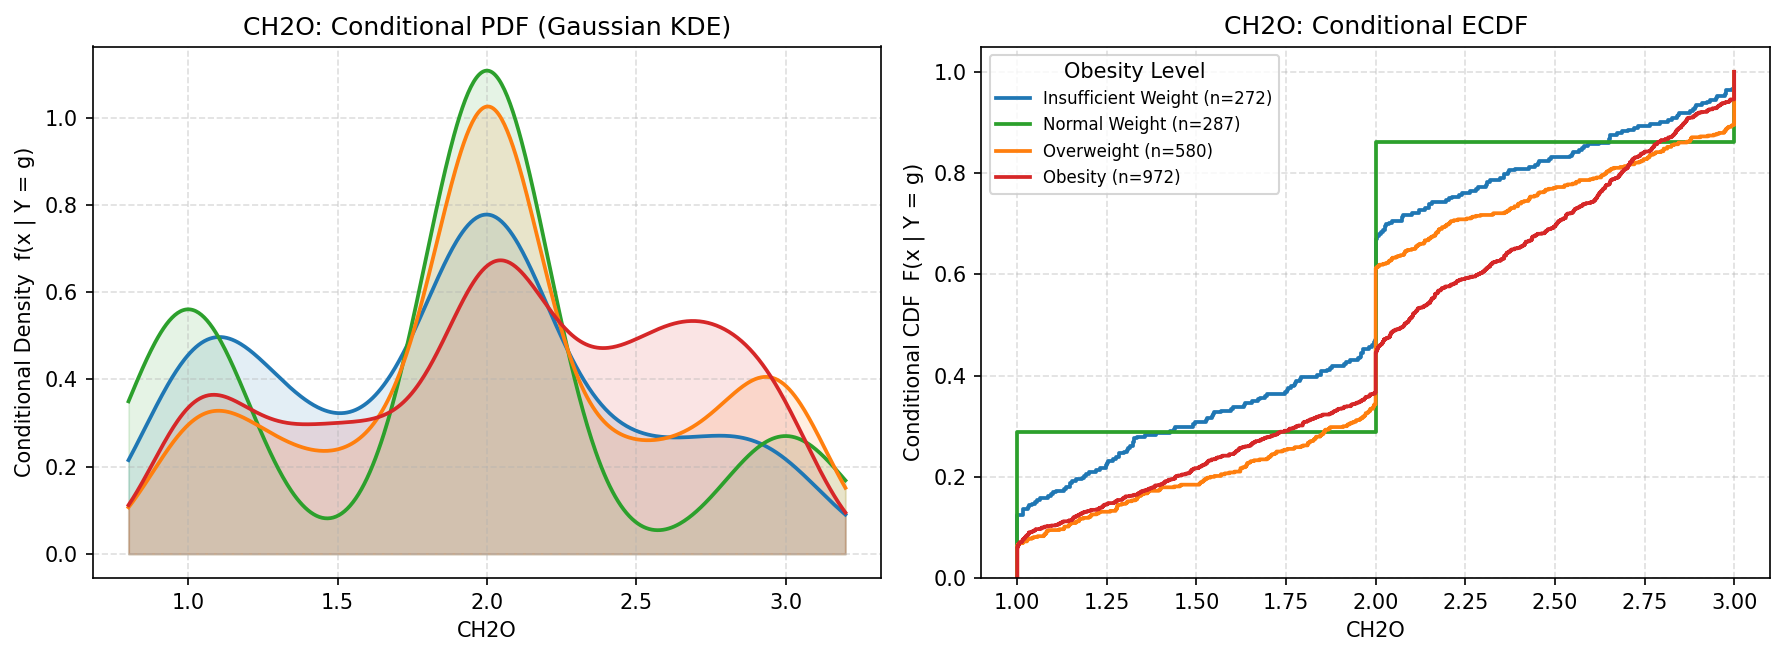 CH2O: Conditional PDF (Gaussian KDE)
Conditional Density f(x | Y = g)
1.0
0.8
0.6
0.4
0.2
0.0
1.0 1.5 2.0 2.5 3.0
CH2O
CH2O: Conditional ECDF
Conditional CDF F(x | Y = g)
1.0
0.8
0.6
0.4
0.2
0.0
Obesity Level
Insufficient Weight (n=272)
Normal Weight (n=287)
Overweight (n=580)
Obesity (n=972)
1.00 1.25 1.50 1.75 2.00 2.25 2.50 2.75 3.00
CH2O